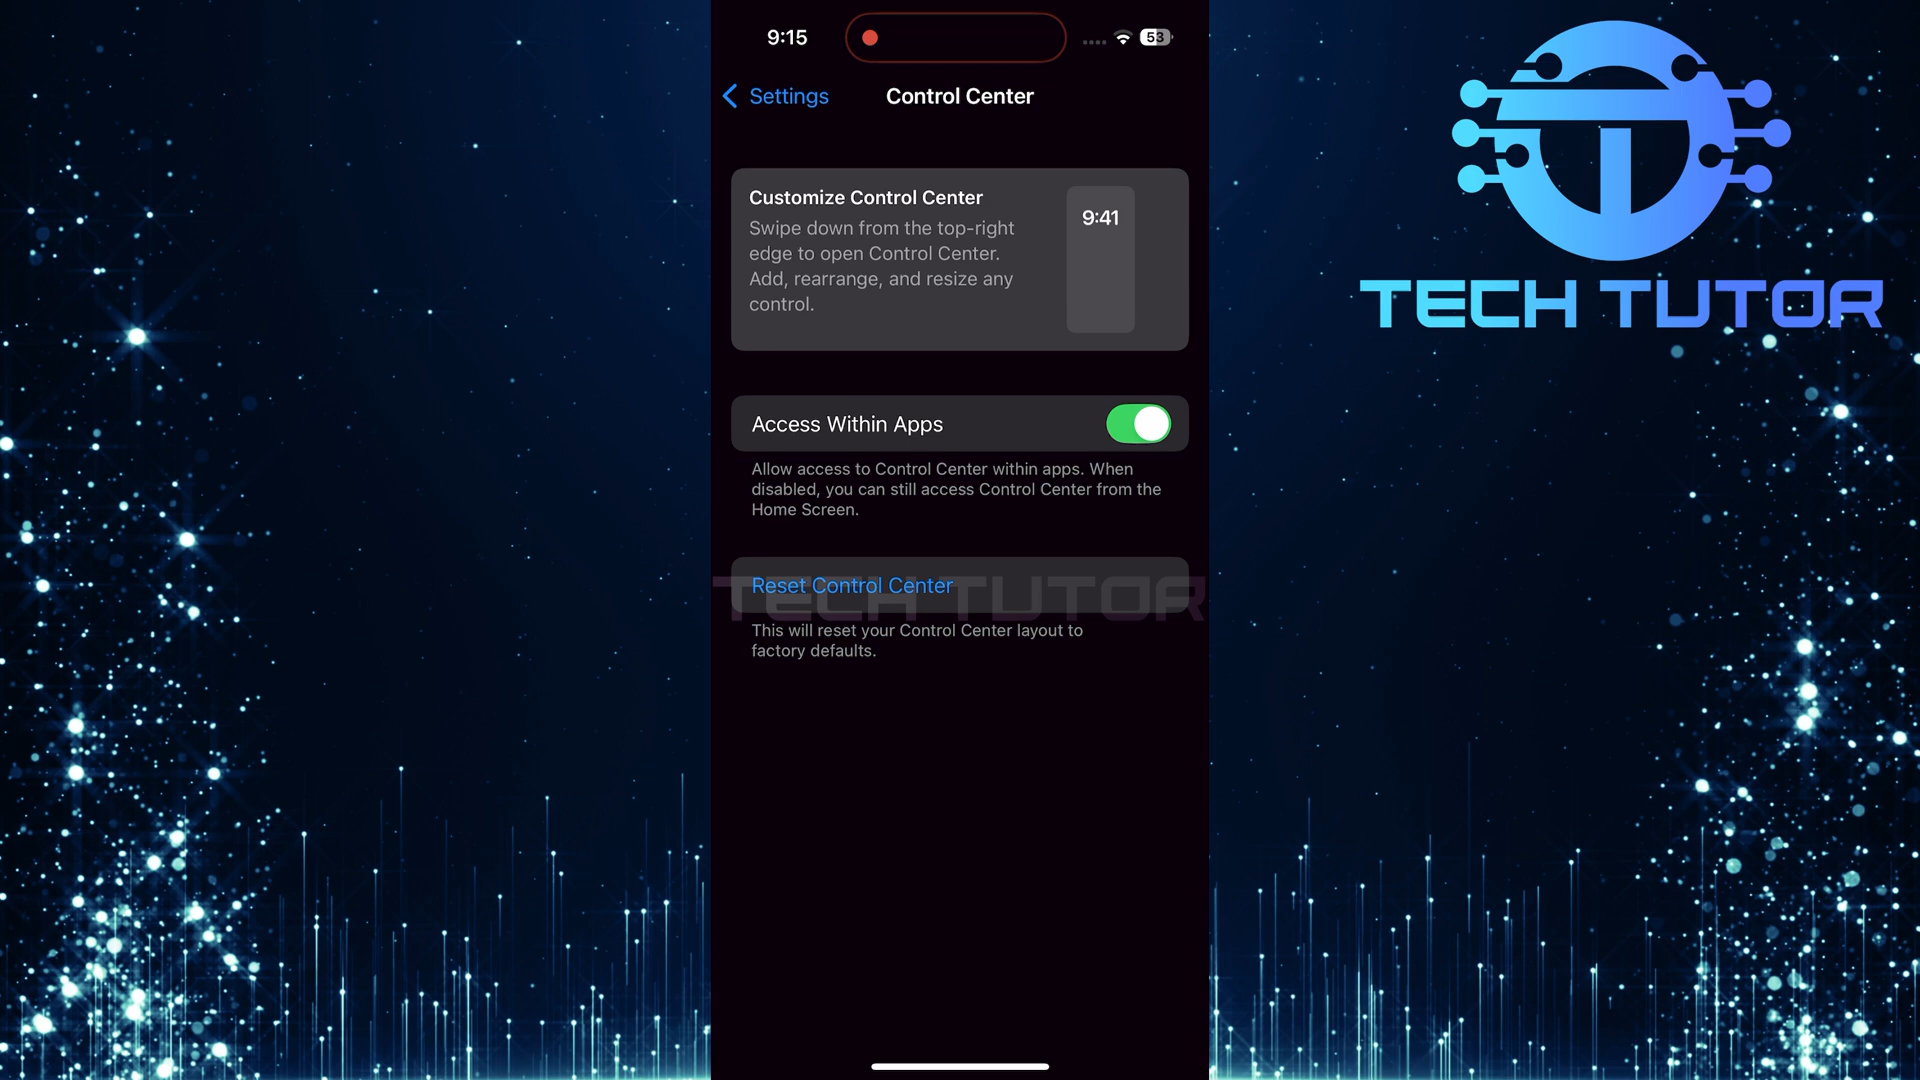 9:15
53
Settings
Control Center
Customize Control Center
Swipe down from the top-right
edge to open Control Center.
Add, rearrange, and resize any
control.
9:41
Access Within Apps
Allow access to Control Center within apps. When
disabled, you can still access Control Center from the
Home Screen.
Reset Control Center
TECH TUTOR
This will reset your Control Center layout to
factory defaults.
TECH TUTOR